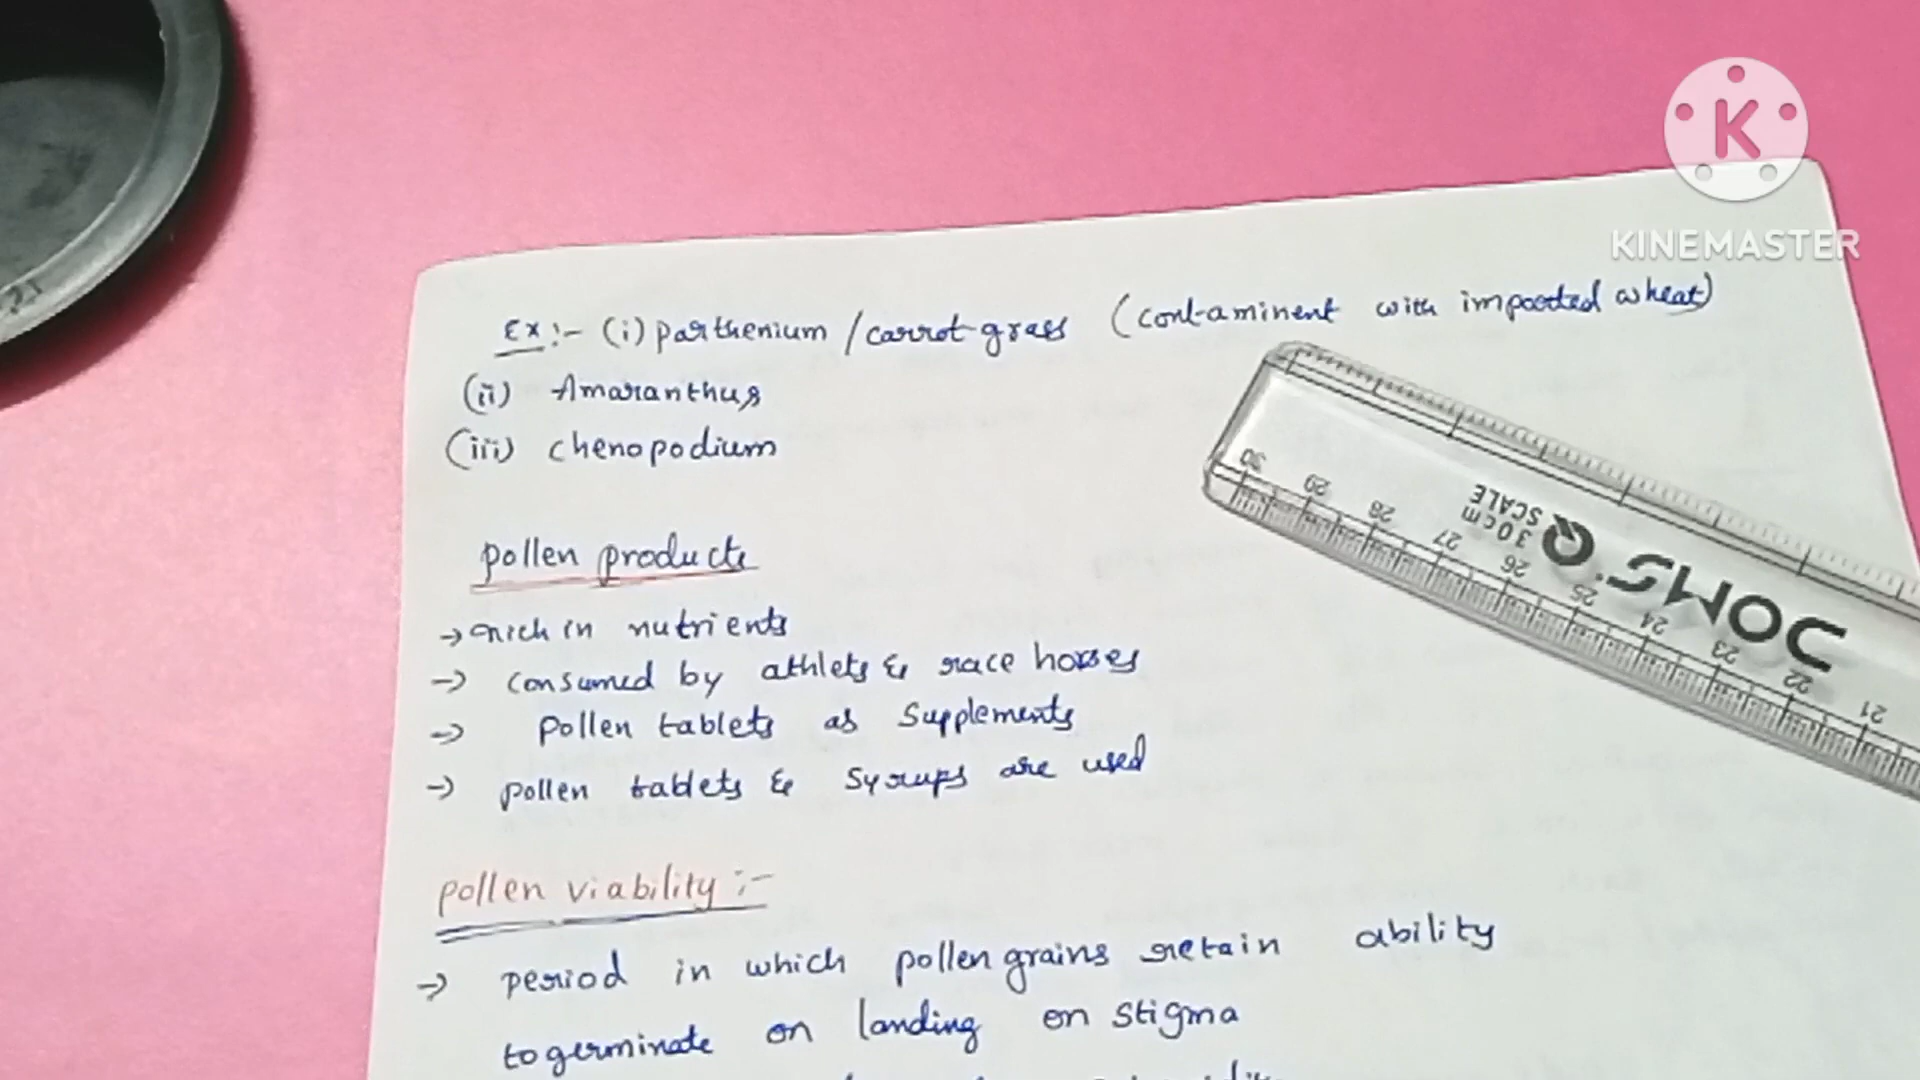 K
KINEMASTER
Ex:- (i) parthenium / carrot-grass (contaminent with imported wheat)
(ii) Amaranthus
(iii) chenopodium
pollen products
→ rich in nutrients
→ consumed by athlets & race horses
→ pollen tablets as supplements
→ pollen tablets & syrups are used
pollen viability :-
→ period in which pollen grains retain ability
to germinate on landing on stigma
30 29 28 27 26 25 24 23 22 21
30cm
SCALE
DOMS Q